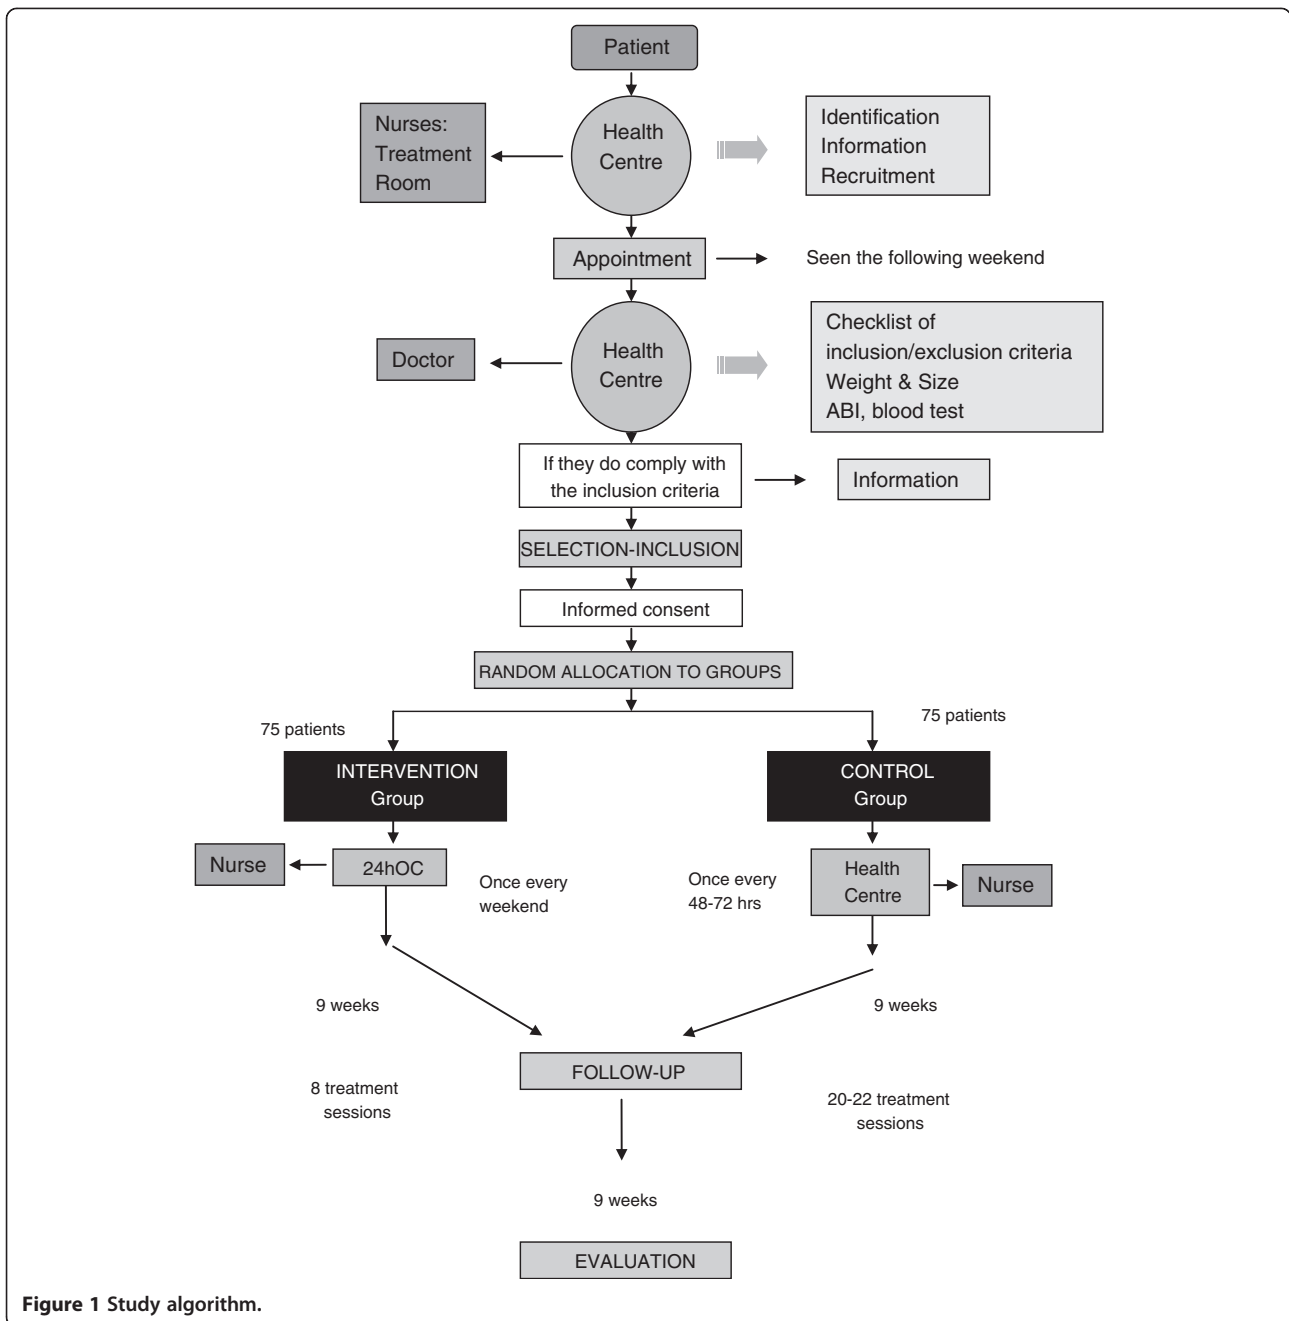 Patient
Nurses:
Treatment
Room
Health
Centre
Identification
Information
Recruitment
Appointment
Seen the following weekend
Doctor
Health
Centre
Checklist of
inclusion/exclusion criteria
Weight & Size
ABI, blood test
If they do comply with
the inclusion criteria
Information
SELECTION-INCLUSION
Informed consent
RANDOM ALLOCATION TO GROUPS
75 patients
75 patients
INTERVENTION
Group
CONTROL
Group
Nurse
24hOC
Once every
weekend
Once every
48-72 hrs
Health
Centre
Nurse
9 weeks
9 weeks
FOLLOW-UP
8 treatment
sessions
20-22 treatment
sessions
9 weeks
EVALUATION
Figure 1 Study algorithm.